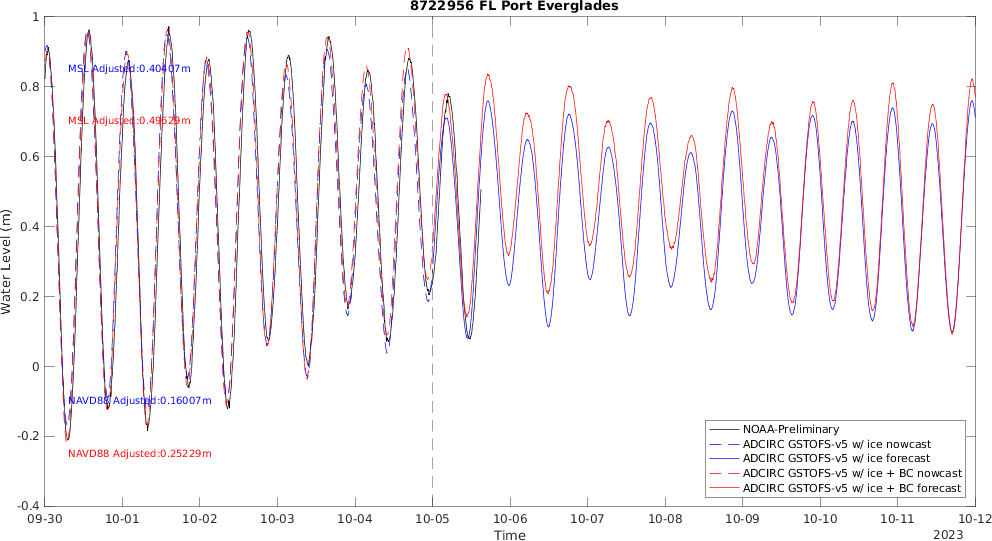 8722956 FL Port Everglades
1
0.8
0.6
0.4
0.2
0
-0.2
-0.4
Water Level (m)
MSL Adjusted:0.40407m
MSL Adjusted:0.49629m
NAVD88 Adjusted:0.16007m
NAVD88 Adjusted:0.25229m
NOAA-Preliminary
ADCIRC GSTOFS-v5 w/ ice nowcast
ADCIRC GSTOFS-v5 w/ ice forecast
ADCIRC GSTOFS-v5 w/ ice + BC nowcast
ADCIRC GSTOFS-v5 w/ ice + BC forecast
09-30 10-01 10-02 10-03 10-04 10-05 10-06 10-07 10-08 10-09 10-10 10-11 10-12
Time
2023